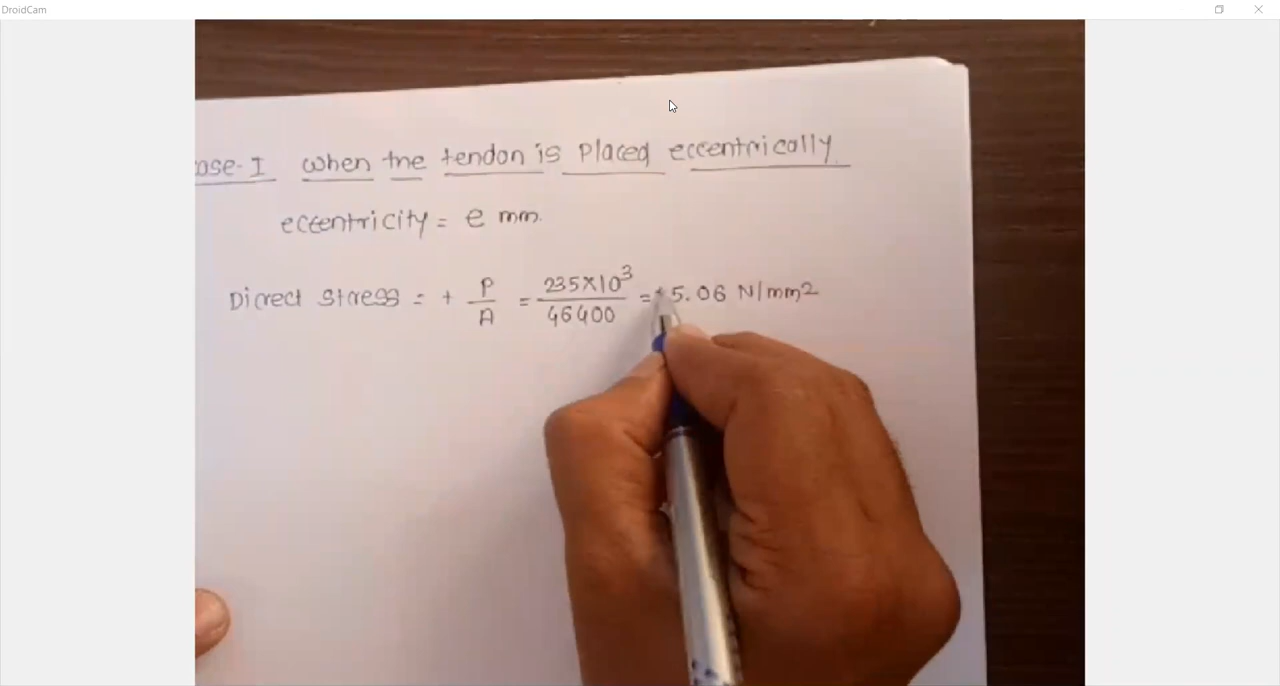 DroidCam
ase-I when the tendon is Placed eccentrically
eccentricity = e mm.
Direct stress = + P/A = 235×10³/46400 = +5.06 N/mm2